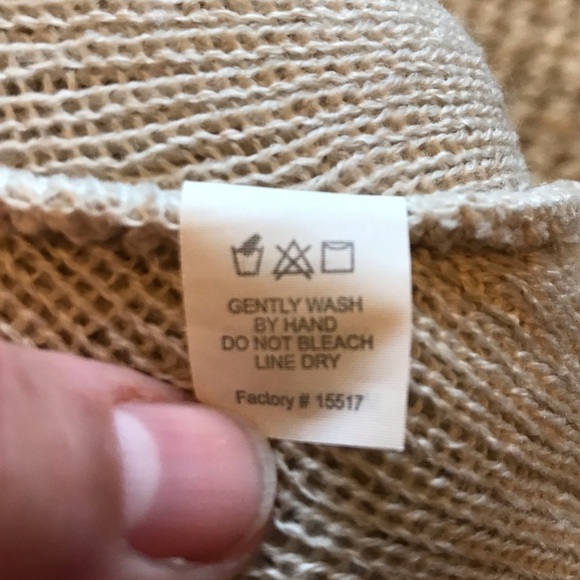 GENTLY WASH
BY HAND
DO NOT BLEACH
LINE DRY
Factory # 15517